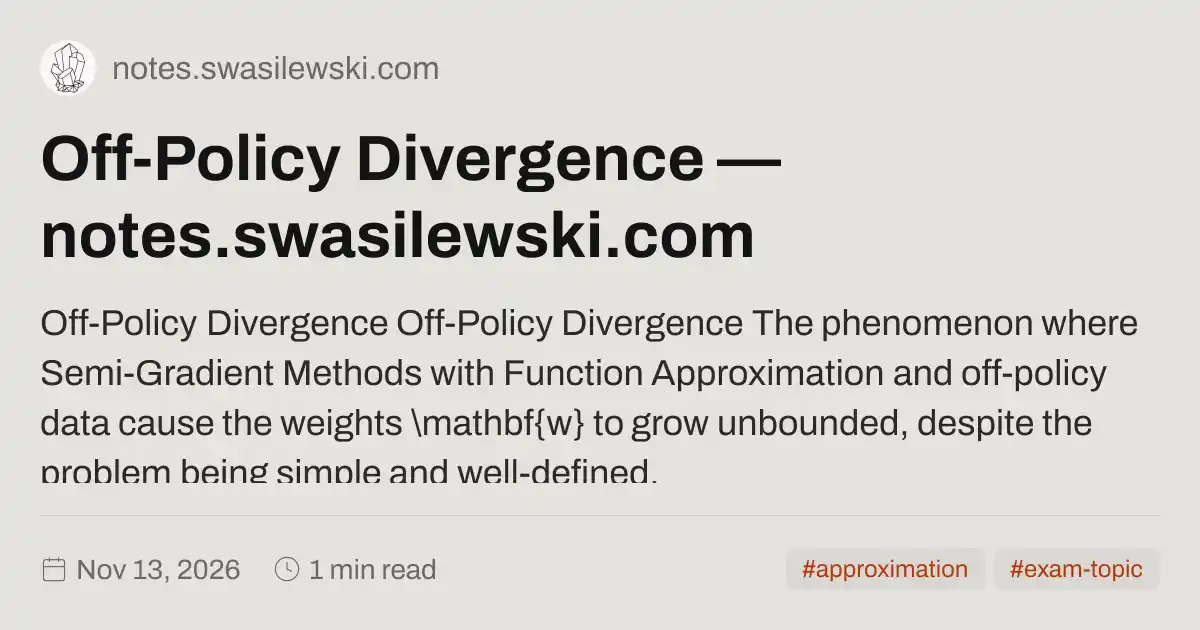 notes.swasilewski.com
Off-Policy Divergence —
notes.swasilewski.com
Off-Policy Divergence Off-Policy Divergence The phenomenon where
Semi-Gradient Methods with Function Approximation and off-policy
data cause the weights \mathbf{w} to grow unbounded, despite the
problem being simple and well-defined.
Nov 13, 2026
1 min read
#approximation
#exam-topic